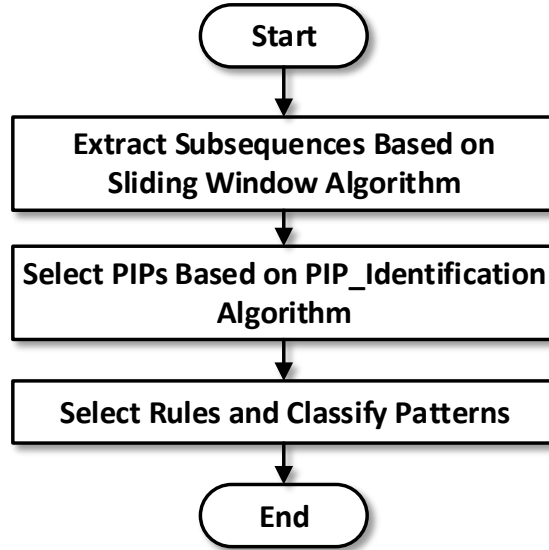 Start
Extract Subsequences Based on
Sliding Window Algorithm
Select PIPs Based on PIP_Identification
Algorithm
Select Rules and Classify Patterns
End